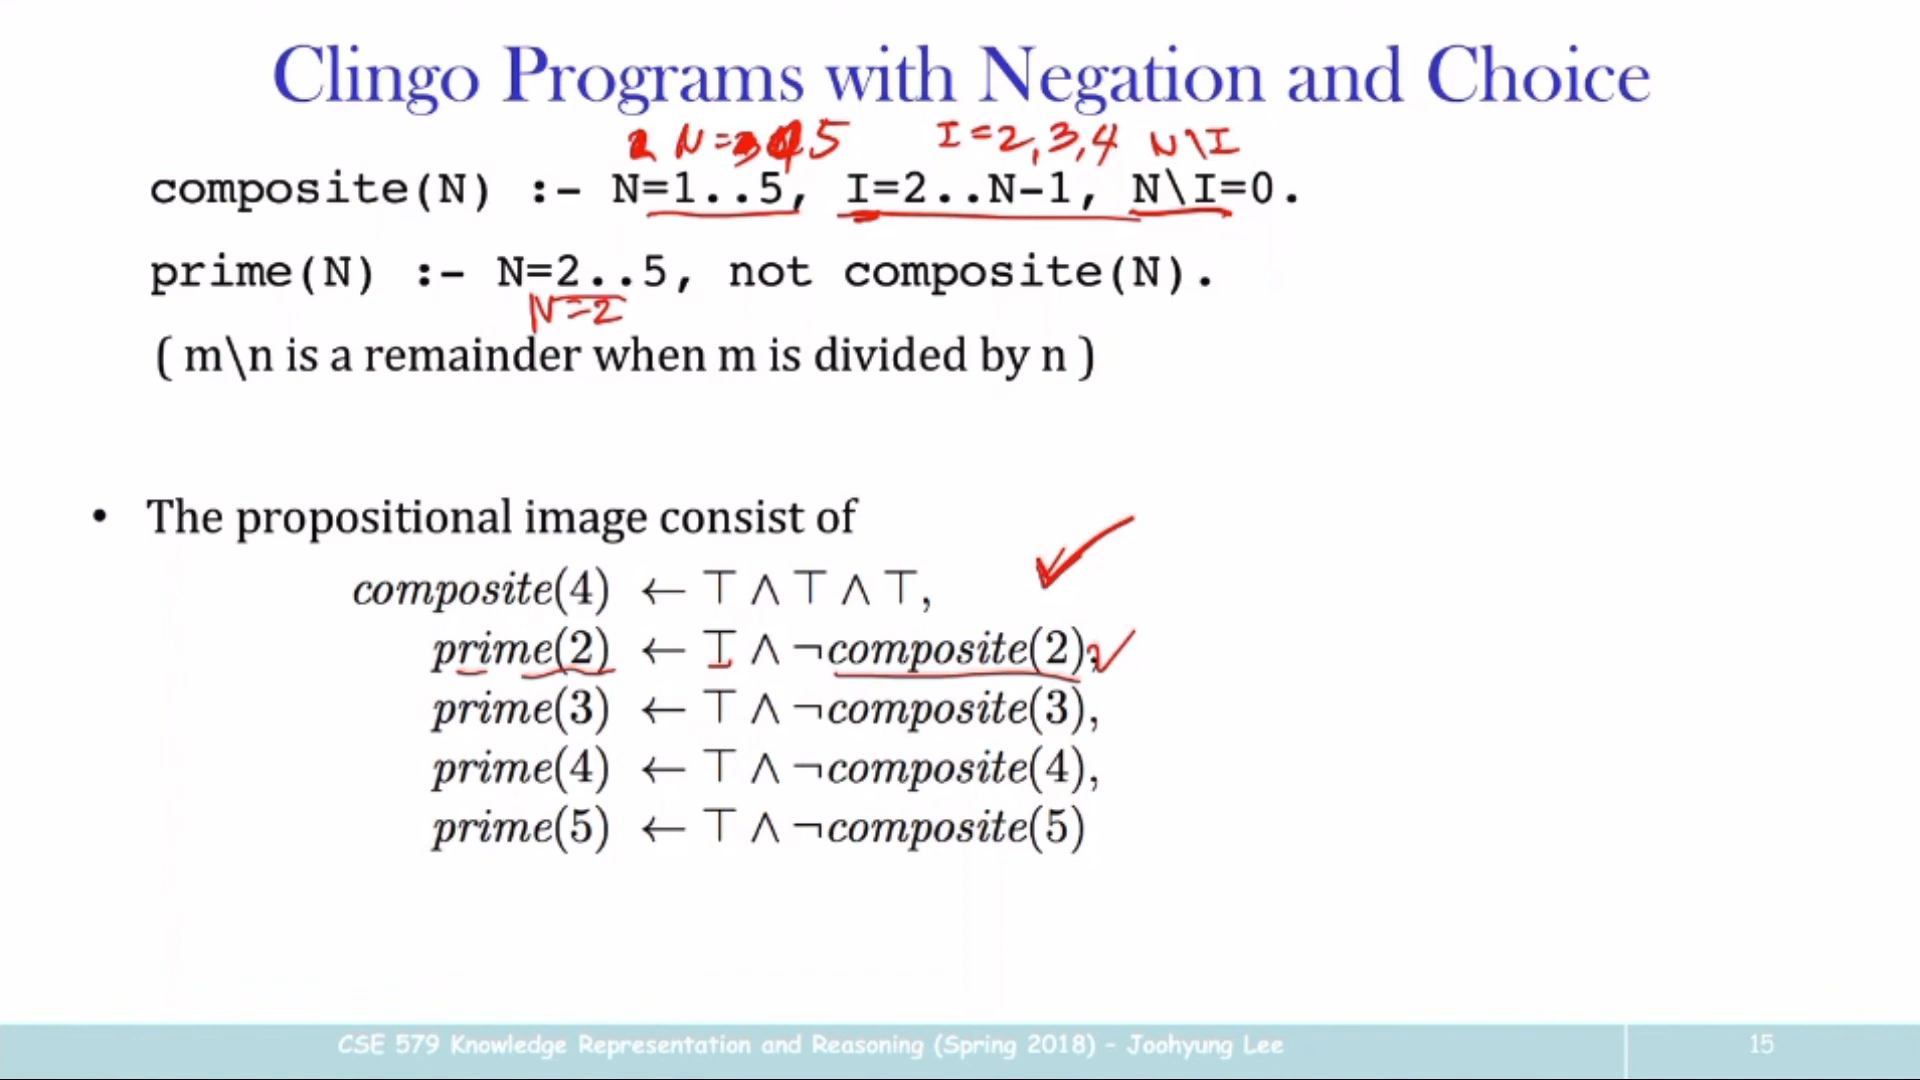 Clingo Programs with Negation and Choice
N = 5 I=2,3,4 N\I
composite(N) :- N=1..5, I=2..N-1, N\I=0.
prime(N) :- N=2..5, not composite(N).
N=2
( m\n is a remainder when m is divided by n )
• The propositional image consist of
composite(4) ← ⊤ ∧ ⊤ ∧ ⊤,
prime(2) ← ⊤ ∧ ¬composite(2),
prime(3) ← ⊤ ∧ ¬composite(3),
prime(4) ← ⊤ ∧ ¬composite(4),
prime(5) ← ⊤ ∧ ¬composite(5)
CSE 579 Knowledge Representation and Reasoning (Spring 2018) - Joohyung Lee 15